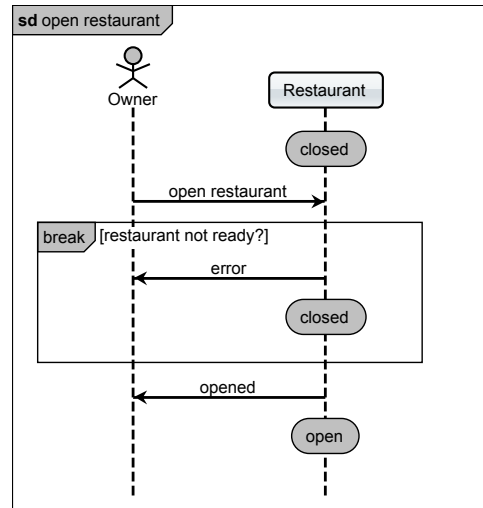 sd open restaurant
Owner
Restaurant
closed
open restaurant
break [restaurant not ready?]
error
closed
opened
open